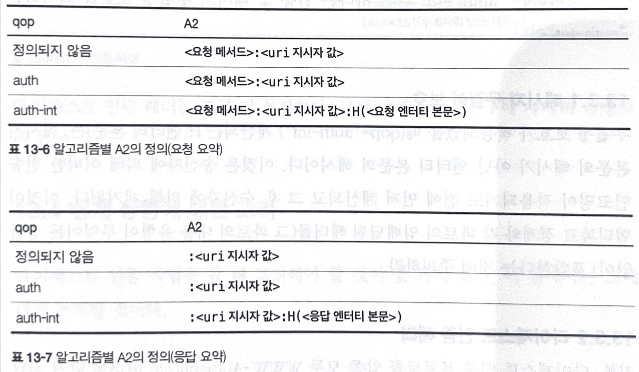 qop A2
정의되지 않음 <요청 메서드>:<uri 지시자 값>
auth <요청 메서드>:<uri 지시자 값>
auth-int <요청 메서드>:<uri 지시자 값>:H(<요청 엔터티 본문>)
표 13-6 알고리즘별 A2의 정의(요청 요약)
qop A2
정의되지 않음 :<uri 지시자 값>
auth :<uri 지시자 값>
auth-int :<uri 지시자 값>:H(<응답 엔터티 본문>)
표 13-7 알고리즘별 A2의 정의(응답 요약)